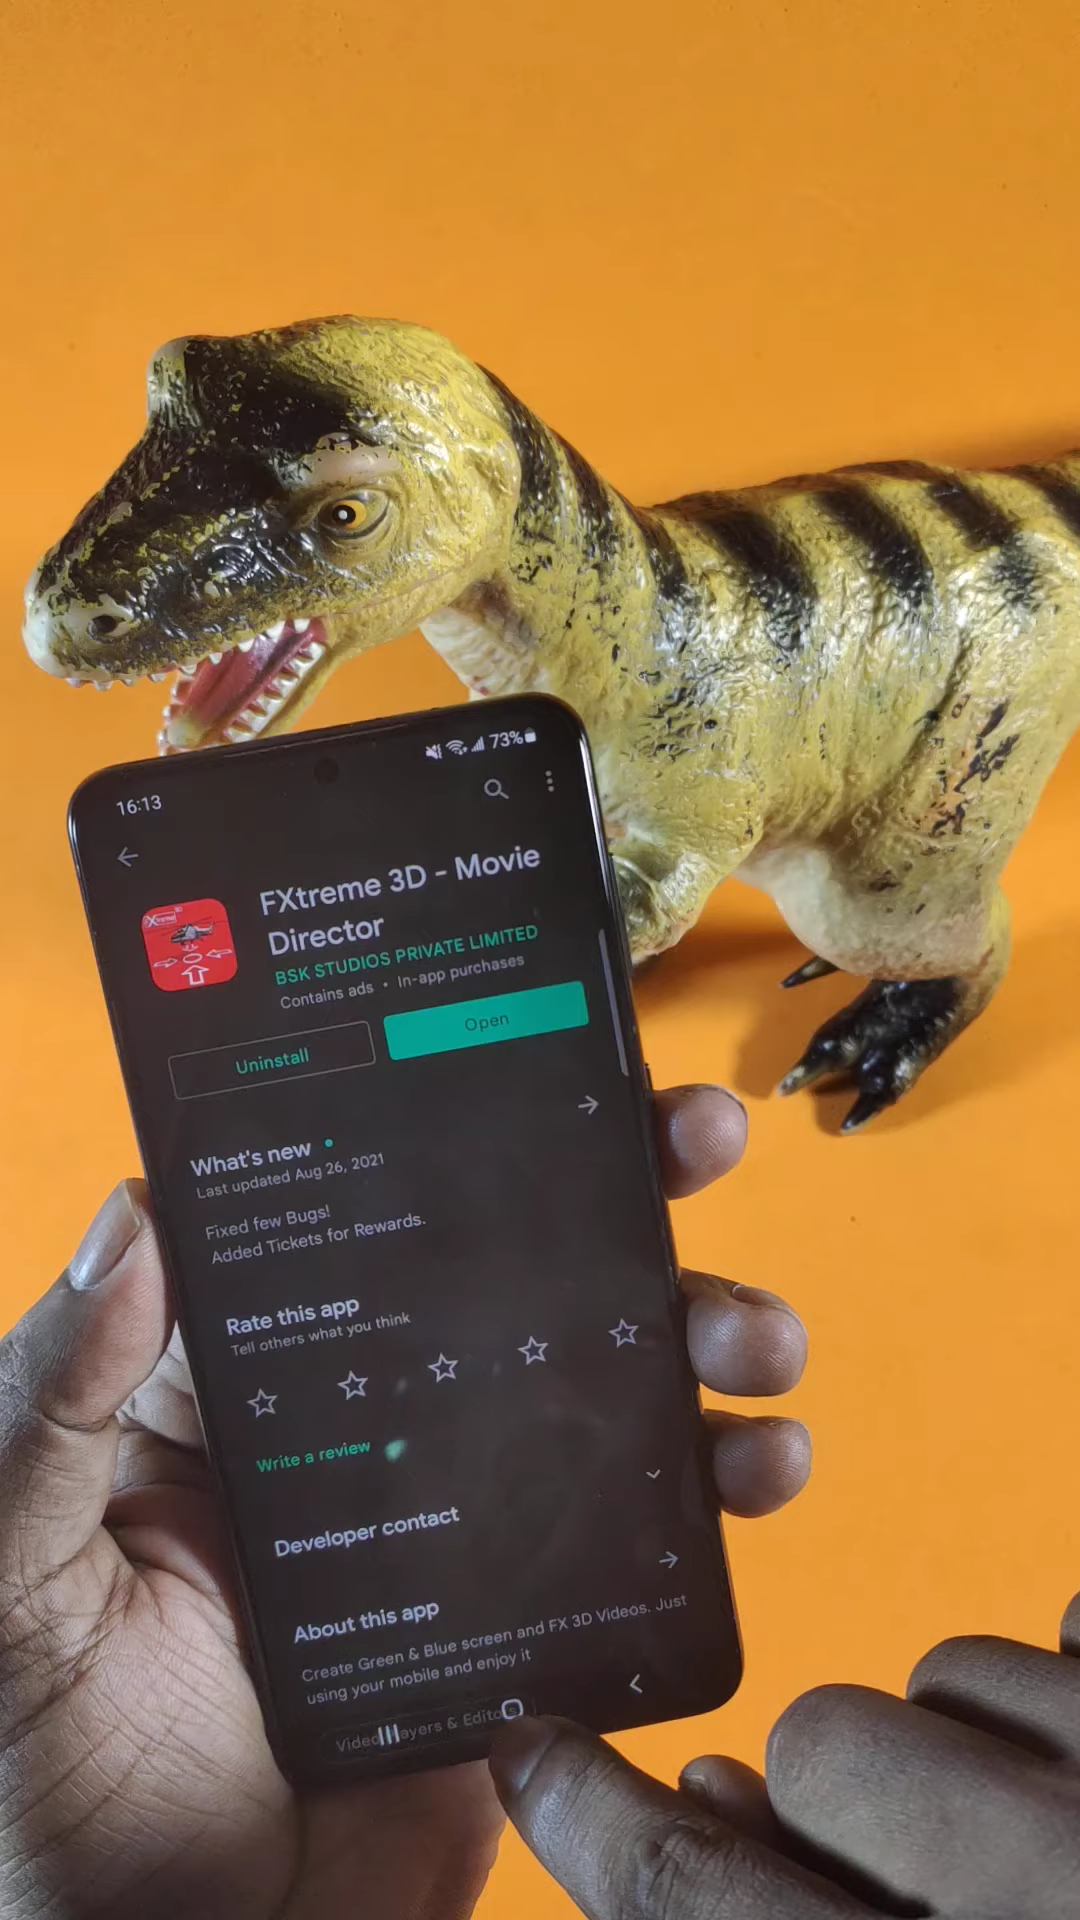 16:13
73%
FXtreme 3D - Movie
Director
BSK STUDIOS PRIVATE LIMITED
Contains ads • In-app purchases
Uninstall
Open
What's new
Last updated Aug 26, 2021
Fixed few Bugs!
Added Tickets for Rewards.
Rate this app
Tell others what you think
Write a review
Developer contact
About this app
Create Green & Blue screen and FX 3D Videos. Just
using your mobile and enjoy it
Video
& Editors